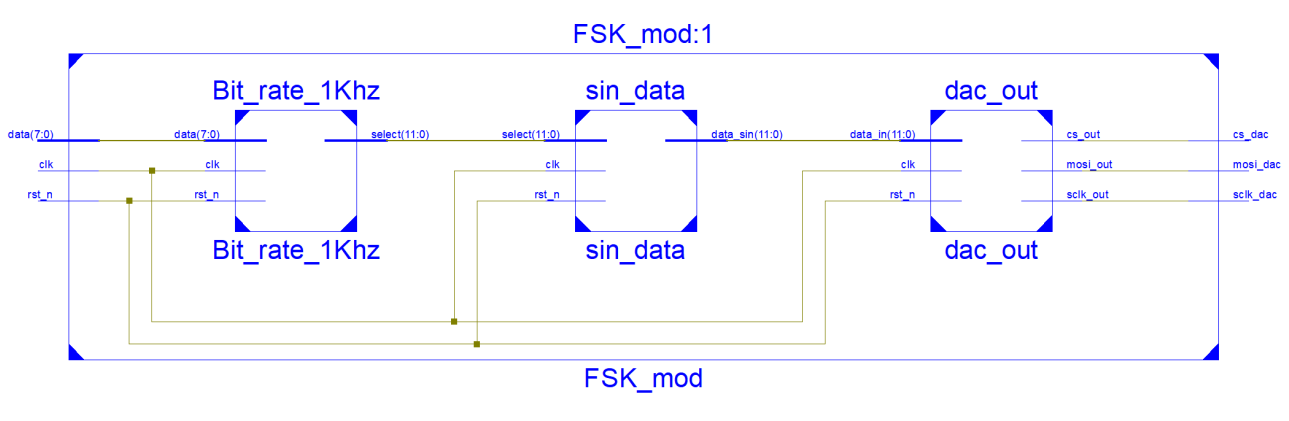 FSK_mod:1
Bit_rate_1Khz sin_data dac_out
data(7:0) data(7:0) select(11:0) select(11:0) data_sin(11:0) data_in(11:0) cs_out cs_dac
clk clk clk clk mosi_out mosi_dac
rst_n rst_n rst_n rst_n sclk_out sclk_dac
Bit_rate_1Khz sin_data dac_out
FSK_mod